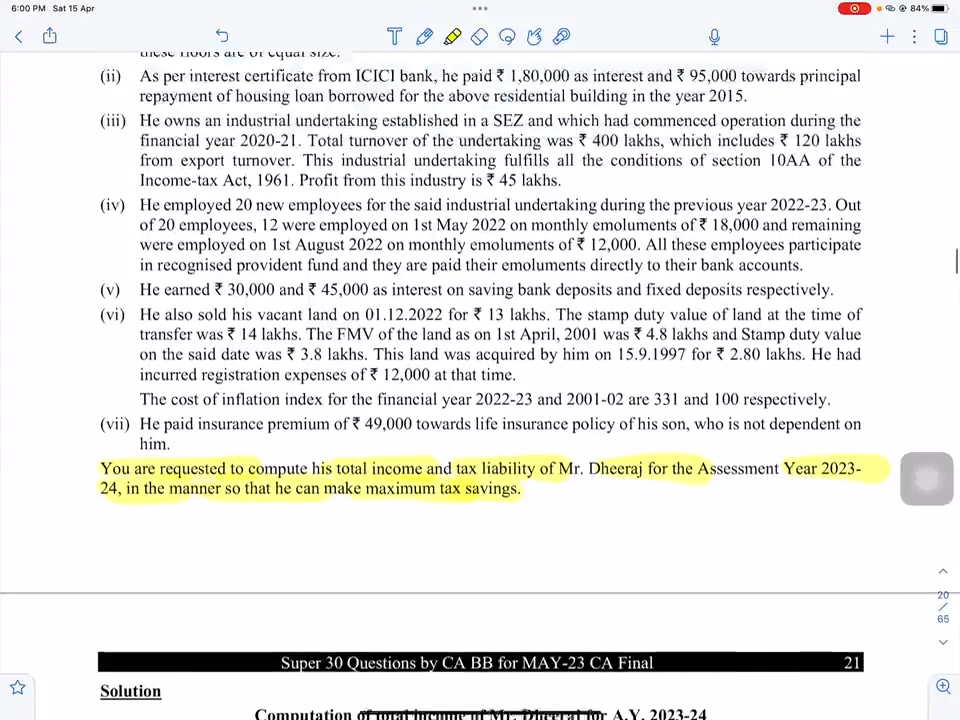 6:00 PM Sat 15 Apr
84%
these floors are of equal size.
(ii) As per interest certificate from ICICI bank, he paid ₹ 1,80,000 as interest and ₹ 95,000 towards principal
repayment of housing loan borrowed for the above residential building in the year 2015.
(iii) He owns an industrial undertaking established in a SEZ and which had commenced operation during the
financial year 2020-21. Total turnover of the undertaking was ₹ 400 lakhs, which includes ₹ 120 lakhs
from export turnover. This industrial undertaking fulfills all the conditions of section 10AA of the
Income-tax Act, 1961. Profit from this industry is ₹ 45 lakhs.
(iv) He employed 20 new employees for the said industrial undertaking during the previous year 2022-23. Out
of 20 employees, 12 were employed on 1st May 2022 on monthly emoluments of ₹ 18,000 and remaining
were employed on 1st August 2022 on monthly emoluments of ₹ 12,000. All these employees participate
in recognised provident fund and they are paid their emoluments directly to their bank accounts.
(v) He earned ₹ 30,000 and ₹ 45,000 as interest on saving bank deposits and fixed deposits respectively.
(vi) He also sold his vacant land on 01.12.2022 for ₹ 13 lakhs. The stamp duty value of land at the time of
transfer was ₹ 14 lakhs. The FMV of the land as on 1st April, 2001 was ₹ 4.8 lakhs and Stamp duty value
on the said date was ₹ 3.8 lakhs. This land was acquired by him on 15.9.1997 for ₹ 2.80 lakhs. He had
incurred registration expenses of ₹ 12,000 at that time.
The cost of inflation index for the financial year 2022-23 and 2001-02 are 331 and 100 respectively.
(vii) He paid insurance premium of ₹ 49,000 towards life insurance policy of his son, who is not dependent on
him.
You are requested to compute his total income and tax liability of Mr. Dheeraj for the Assessment Year 2023-
24, in the manner so that he can make maximum tax savings.
20
/
65
Super 30 Questions by CA BB for MAY-23 CA Final 21
Solution
Computation of total income of Mr. Dheeraj for A.Y. 2023-24